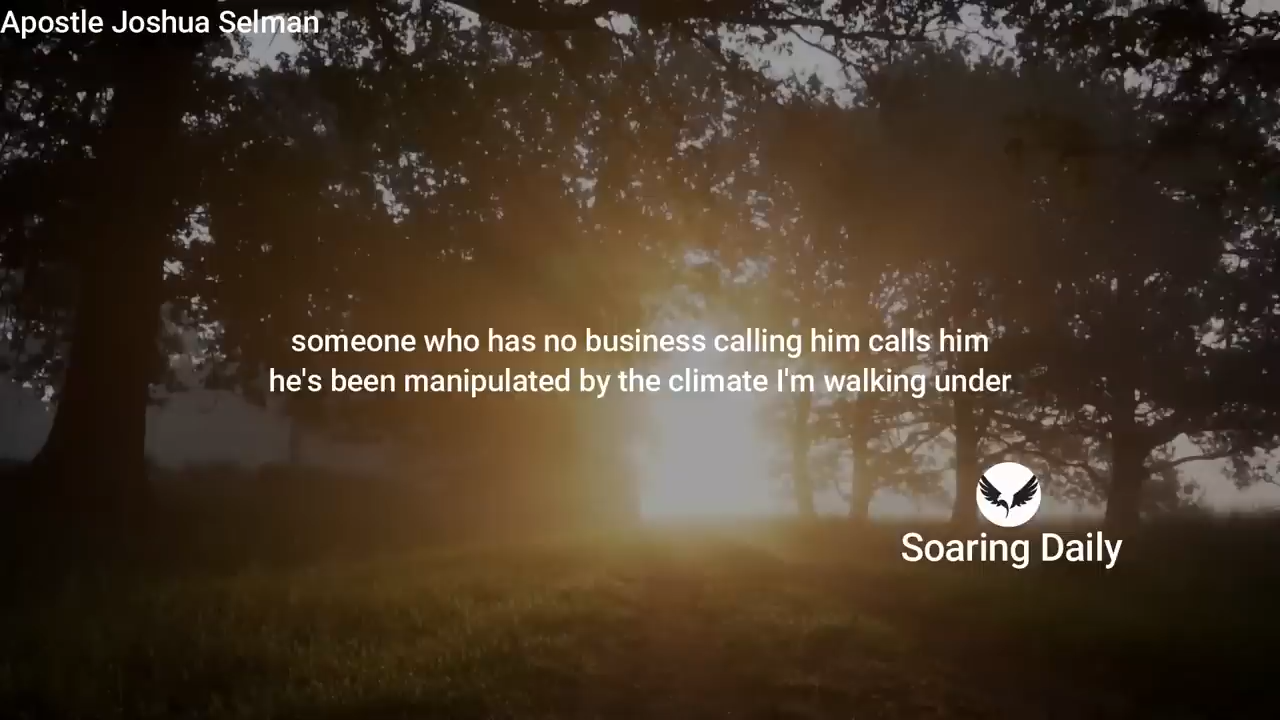 Apostle Joshua Selman
someone who has no business calling him calls him
he's been manipulated by the climate I'm walking under
Soaring Daily